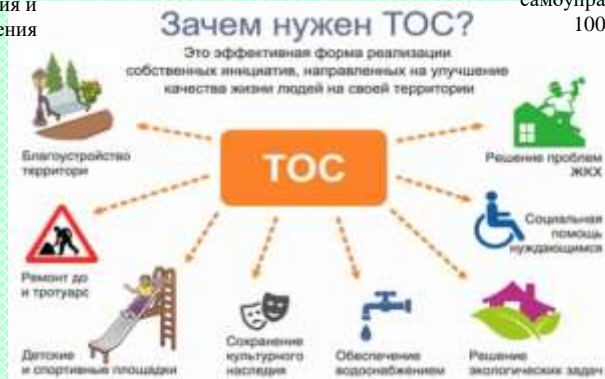 ия и
ения
самоупра
100
Зачем нужен ТОС?
Это эффективная форма реализации
собственных инициатив, направленных на улучшение
качества жизни людей на своей территории
ТОС
Благоустройство
территори
Решение проблем
ЖКХ
Социальная
помощь
нуждающимся
Ремонт до
и тротуарс
Детские
и спортивные площадки
Сохранение
культурного
наследия
Обеспечение
водоснабжением
Решение
экологических задач